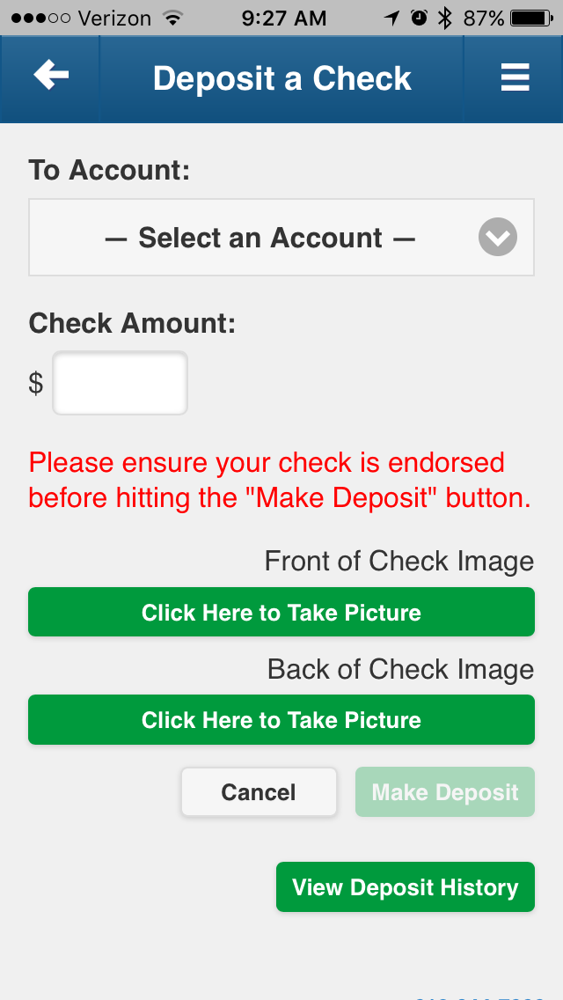 Verizon 9:27 AM 87%
Deposit a Check
To Account:
— Select an Account —
Check Amount:
$
Please ensure your check is endorsed
before hitting the "Make Deposit" button.
Front of Check Image
Click Here to Take Picture
Back of Check Image
Click Here to Take Picture
Cancel Make Deposit
View Deposit History